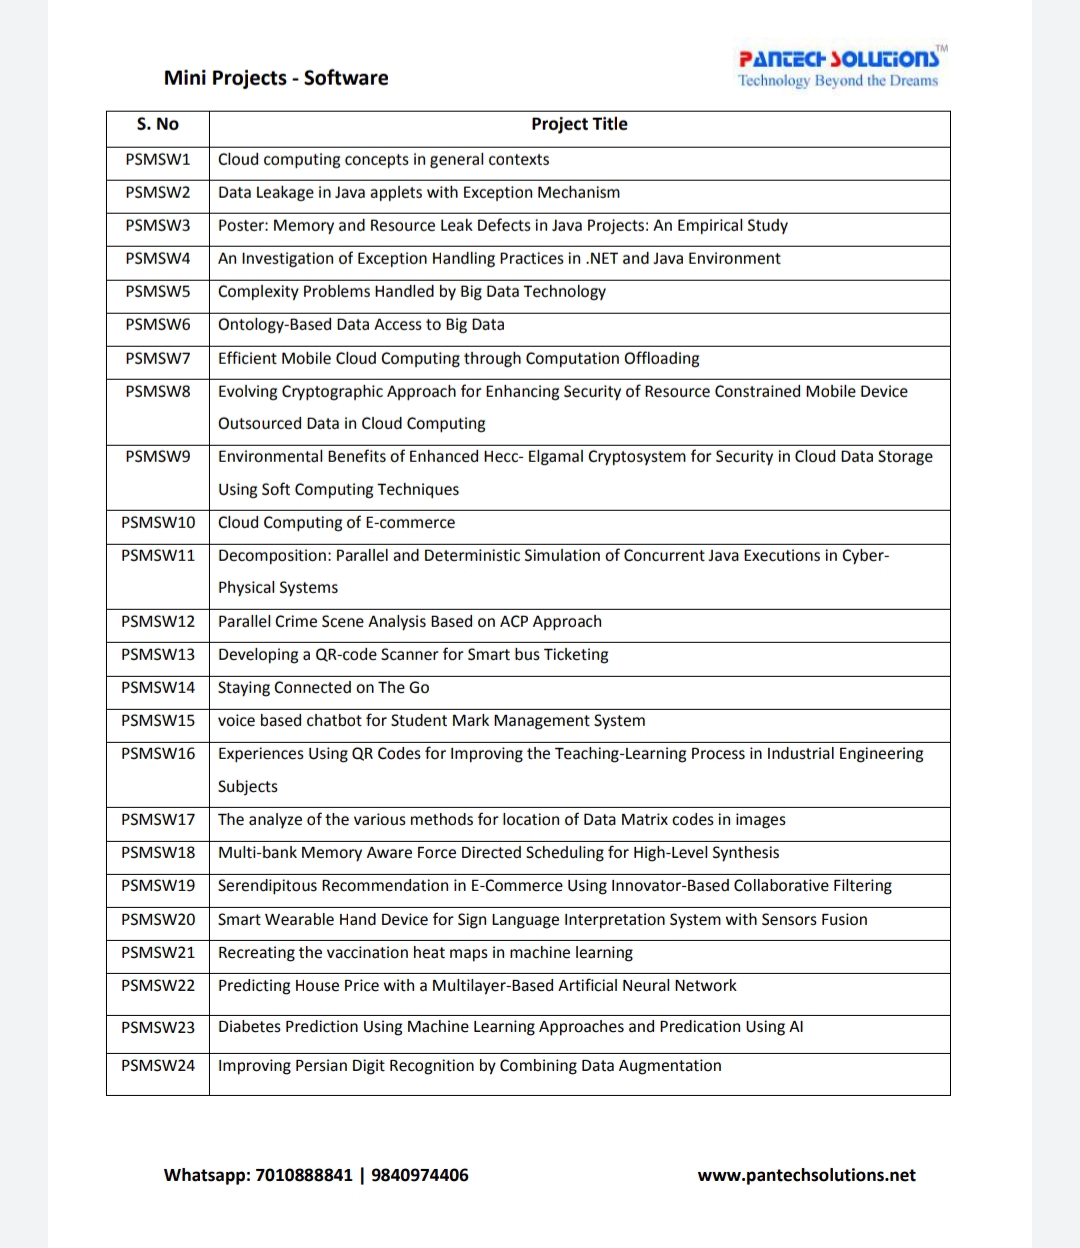 PANTECH SOLUTIONS TM
Technology Beyond the Dreams
Mini Projects - Software
S. No Project Title
PSMSW1 Cloud computing concepts in general contexts
PSMSW2 Data Leakage in Java applets with Exception Mechanism
PSMSW3 Poster: Memory and Resource Leak Defects in Java Projects: An Empirical Study
PSMSW4 An Investigation of Exception Handling Practices in .NET and Java Environment
PSMSW5 Complexity Problems Handled by Big Data Technology
PSMSW6 Ontology-Based Data Access to Big Data
PSMSW7 Efficient Mobile Cloud Computing through Computation Offloading
PSMSW8 Evolving Cryptographic Approach for Enhancing Security of Resource Constrained Mobile Device
Outsourced Data in Cloud Computing
PSMSW9 Environmental Benefits of Enhanced Hecc- Elgamal Cryptosystem for Security in Cloud Data Storage
Using Soft Computing Techniques
PSMSW10 Cloud Computing of E-commerce
PSMSW11 Decomposition: Parallel and Deterministic Simulation of Concurrent Java Executions in Cyber-
Physical Systems
PSMSW12 Parallel Crime Scene Analysis Based on ACP Approach
PSMSW13 Developing a QR-code Scanner for Smart bus Ticketing
PSMSW14 Staying Connected on The Go
PSMSW15 voice based chatbot for Student Mark Management System
PSMSW16 Experiences Using QR Codes for Improving the Teaching-Learning Process in Industrial Engineering
Subjects
PSMSW17 The analyze of the various methods for location of Data Matrix codes in images
PSMSW18 Multi-bank Memory Aware Force Directed Scheduling for High-Level Synthesis
PSMSW19 Serendipitous Recommendation in E-Commerce Using Innovator-Based Collaborative Filtering
PSMSW20 Smart Wearable Hand Device for Sign Language Interpretation System with Sensors Fusion
PSMSW21 Recreating the vaccination heat maps in machine learning
PSMSW22 Predicting House Price with a Multilayer-Based Artificial Neural Network
PSMSW23 Diabetes Prediction Using Machine Learning Approaches and Predication Using AI
PSMSW24 Improving Persian Digit Recognition by Combining Data Augmentation
Whatsapp: 7010888841 | 9840974406 www.pantechsolutions.net